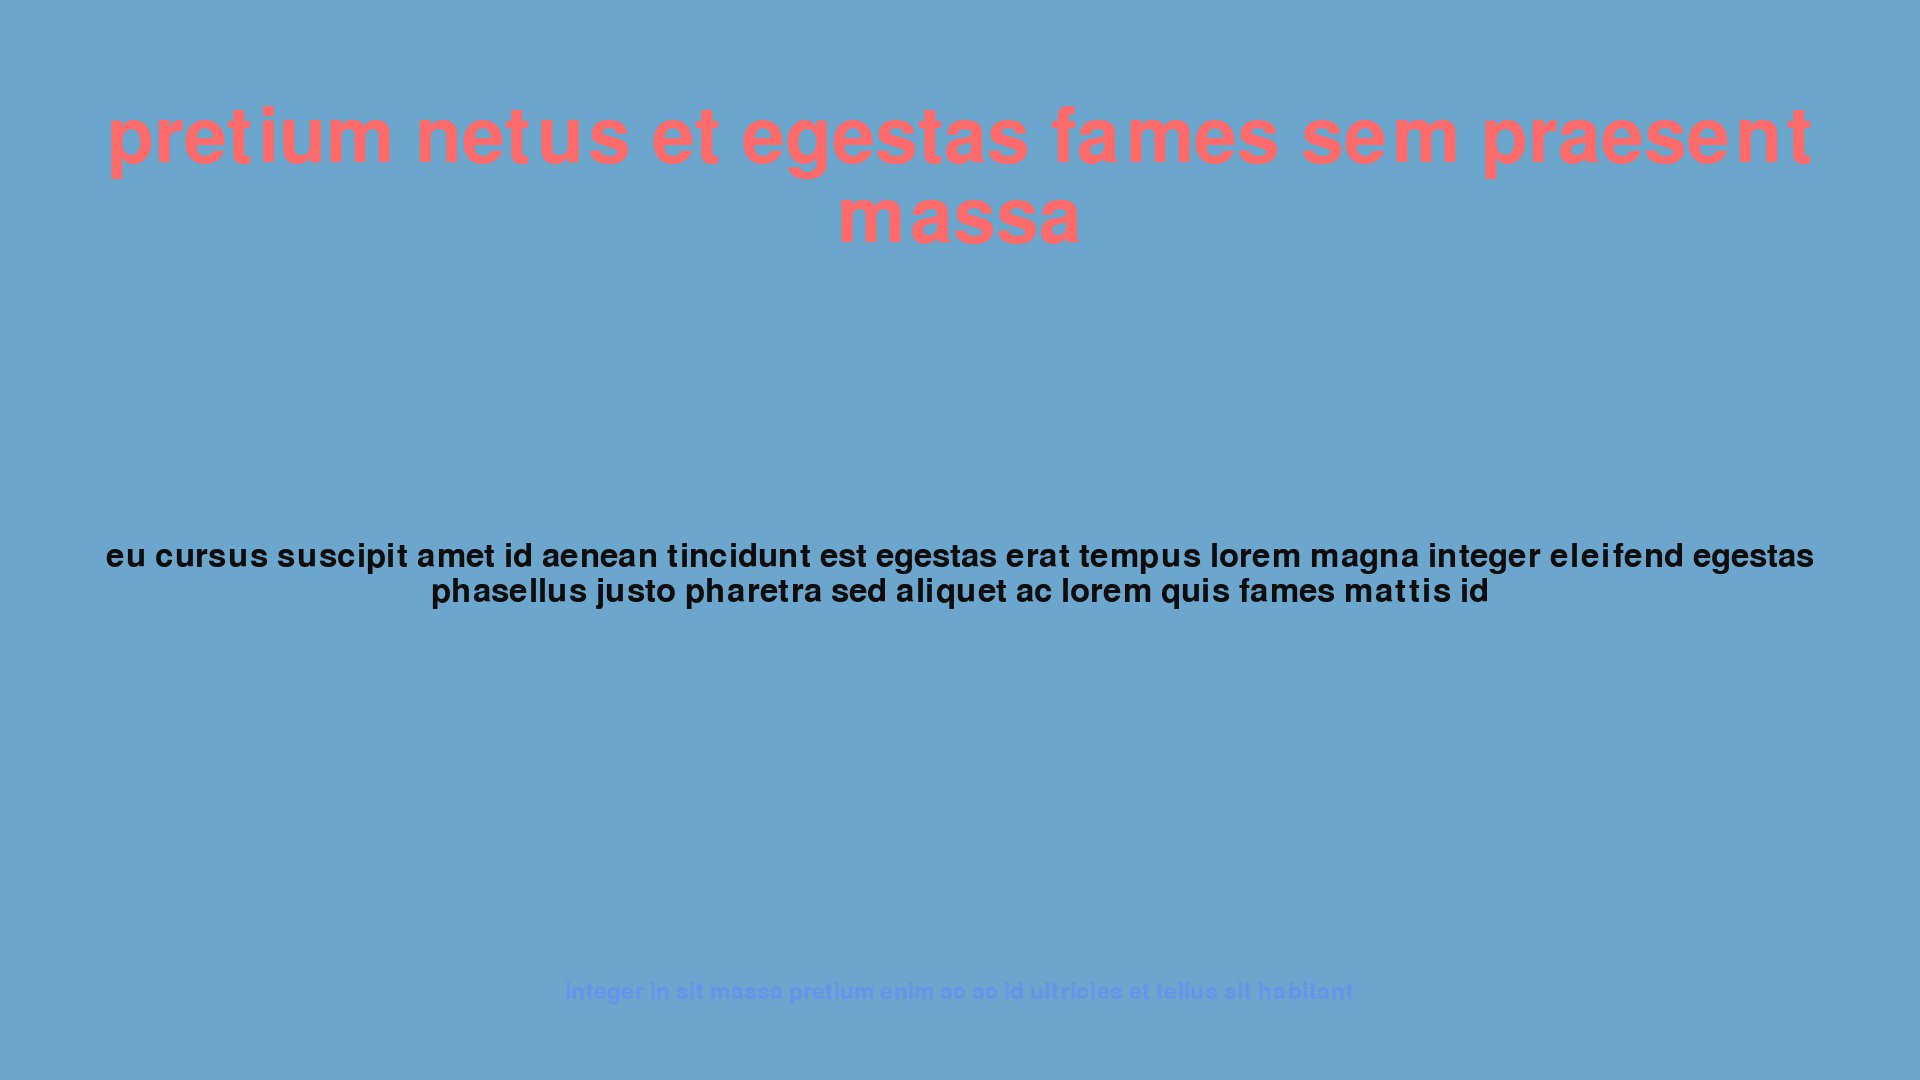 pretium netus et egestas fames sem praesent
massa
eu cursus suscipit amet id aenean tincidunt est egestas erat tempus lorem magna integer eleifend egestas
phasellus justo pharetra sed aliquet ac lorem quis fames mattis id
integer in sit massa pretium enim ac ac id ultricies et tellus sit habitant